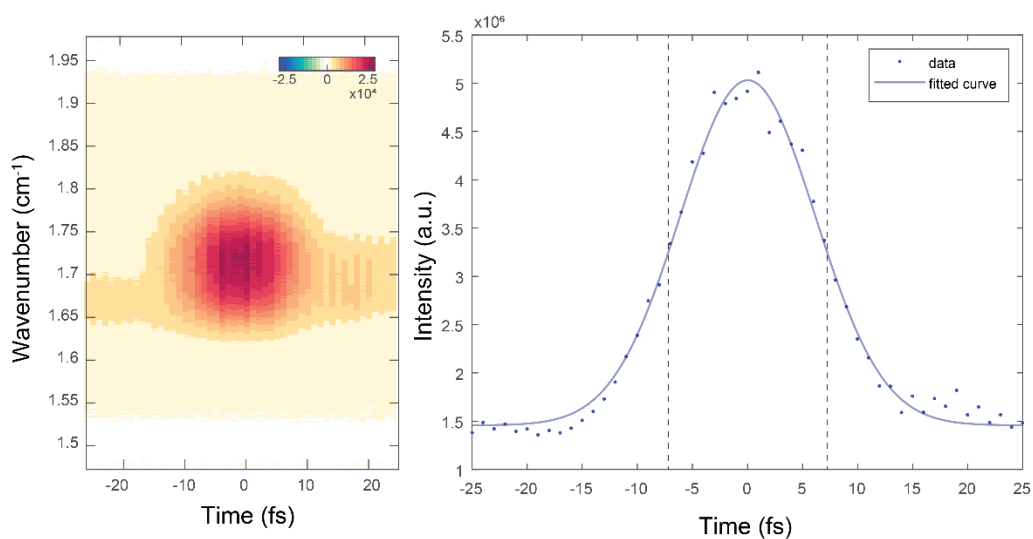 1.95
1.9
1.85
1.8
1.75
1.7
1.65
1.6
1.55
1.5
Wavenumber (cm⁻¹)
-2.5 0 2.5
x10⁴
-20 -10 0 10 20
Time (fs)
x10⁶
5.5
5
4.5
4
3.5
3
2.5
2
1.5
1
Intensity (a.u.)
data
fitted curve
-25 -20 -15 -10 -5 0 5 10 15 20 25
Time (fs)